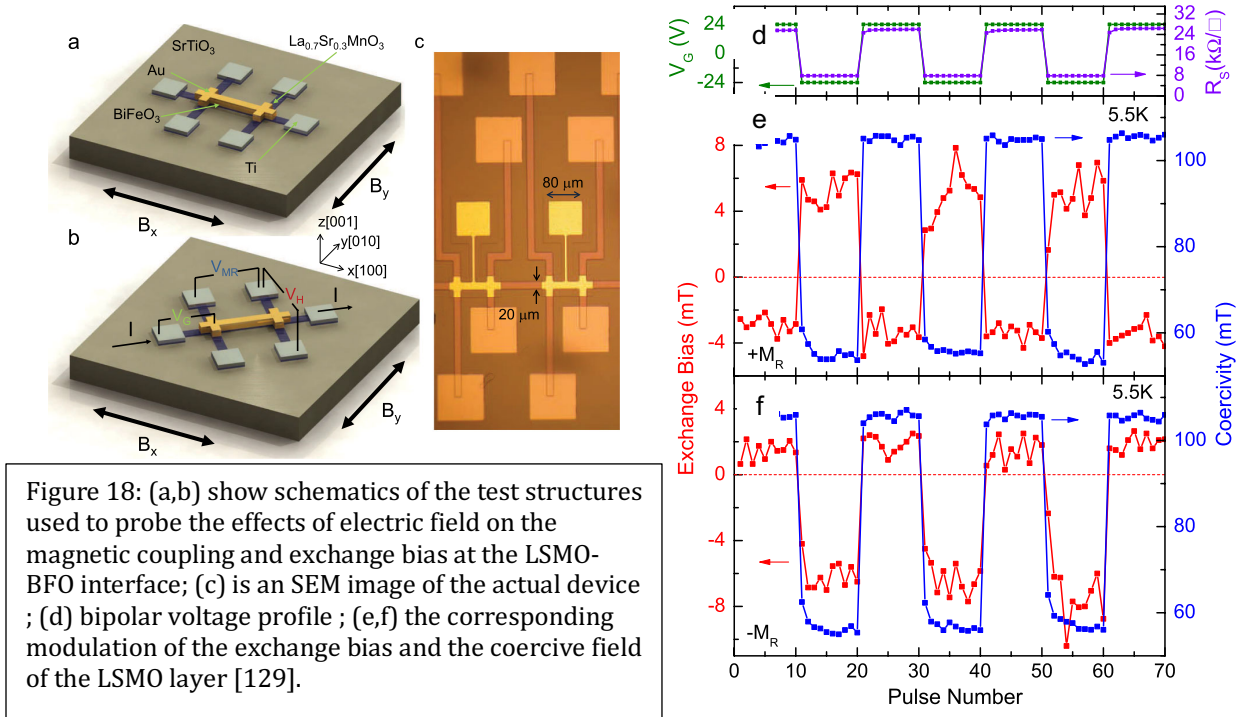 a
SrTiO3
La0.7Sr0.3MnO3
Au
BiFeO3
Ti
Bx
By
z[001]
y[010]
x[100]
b
VMR
VH
VG
I
I
Bx
By
c
80 μm
20 μm
d
VG (V)
24
0
-24
RS(kΩ/□)
28
24
20
16
12
8
4
e
5.5K
8
4
0
-4
+MR
100
80
60
f
5.5K
4
0
-4
-8
-MR
100
80
60
Exchange Bias (mT)
Coercivity (mT)
0 10 20 30 40 50 60 70
Pulse Number
Figure 18: (a,b) show schematics of the test structures
used to probe the effects of electric field on the
magnetic coupling and exchange bias at the LSMO-
BFO interface; (c) is an SEM image of the actual device
; (d) bipolar voltage profile ; (e,f) the corresponding
modulation of the exchange bias and the coercive field
of the LSMO layer [129].